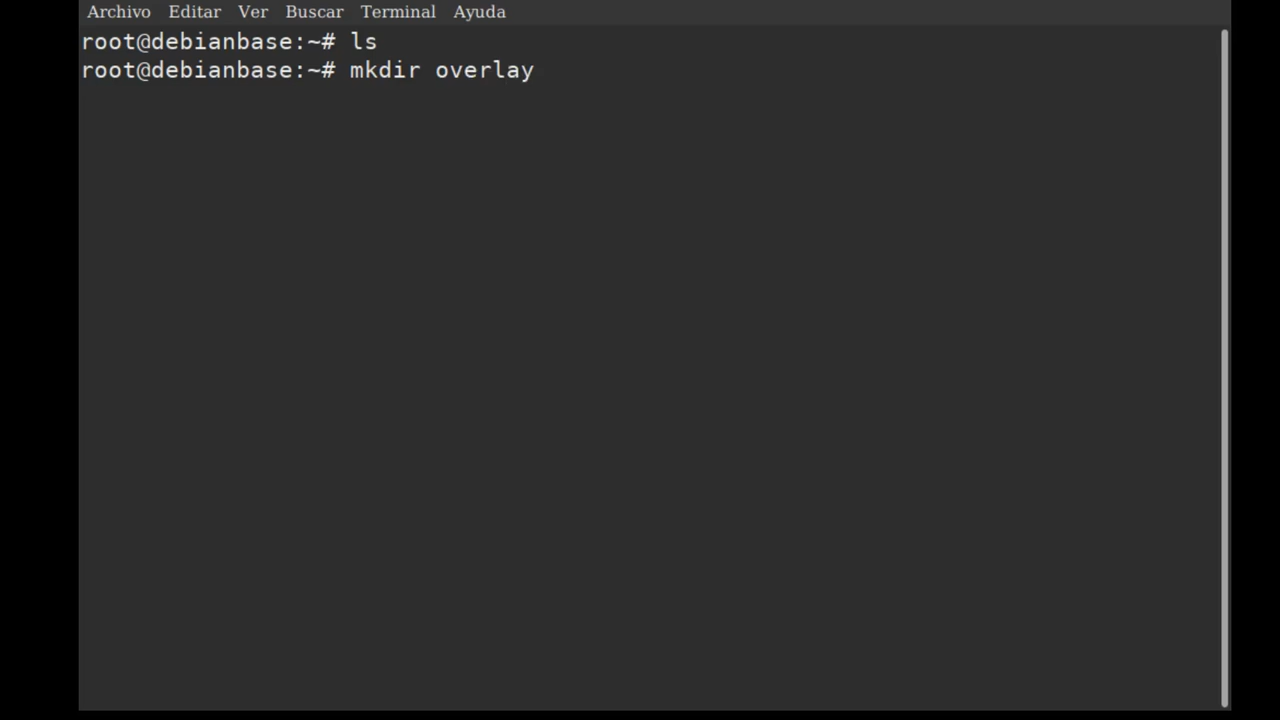 Archivo Editar Ver Buscar Terminal Ayuda
root@debianbase:~# ls
root@debianbase:~# mkdir overlay